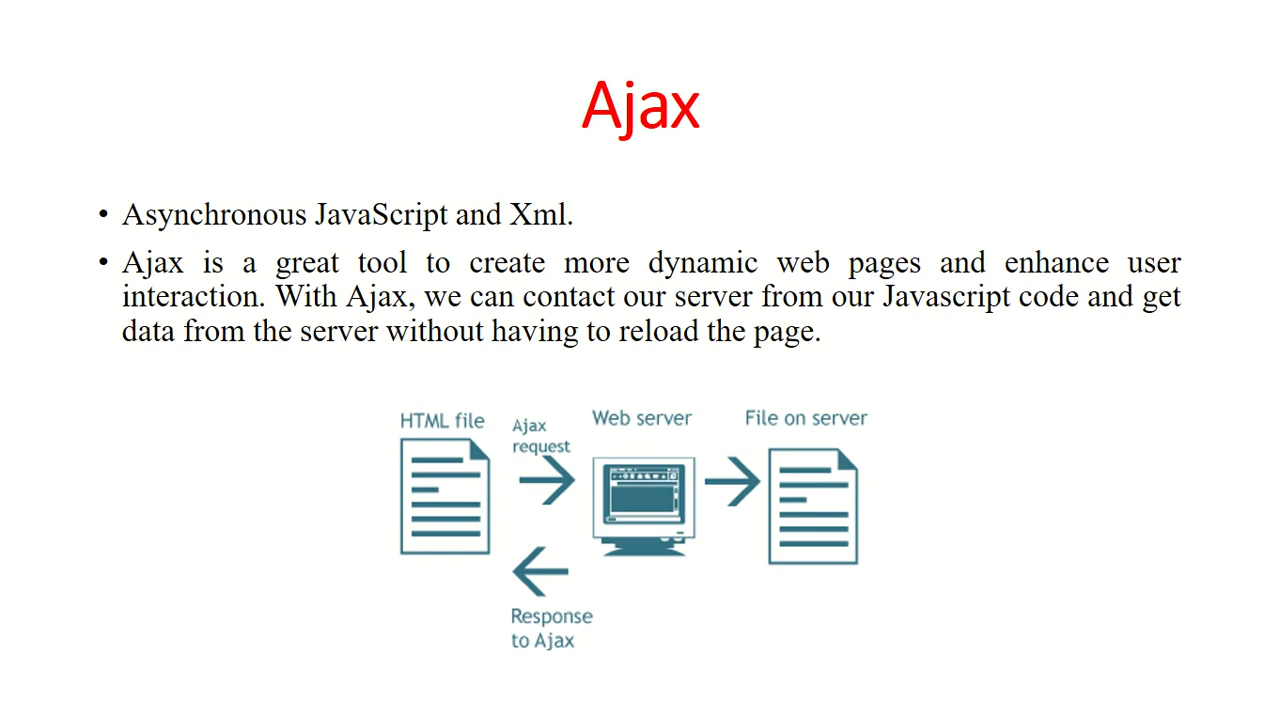 Ajax
• Asynchronous JavaScript and Xml.
• Ajax is a great tool to create more dynamic web pages and enhance user
interaction. With Ajax, we can contact our server from our Javascript code and get
data from the server without having to reload the page.
HTML file
Ajax
request
Web server
File on server
Response
to Ajax